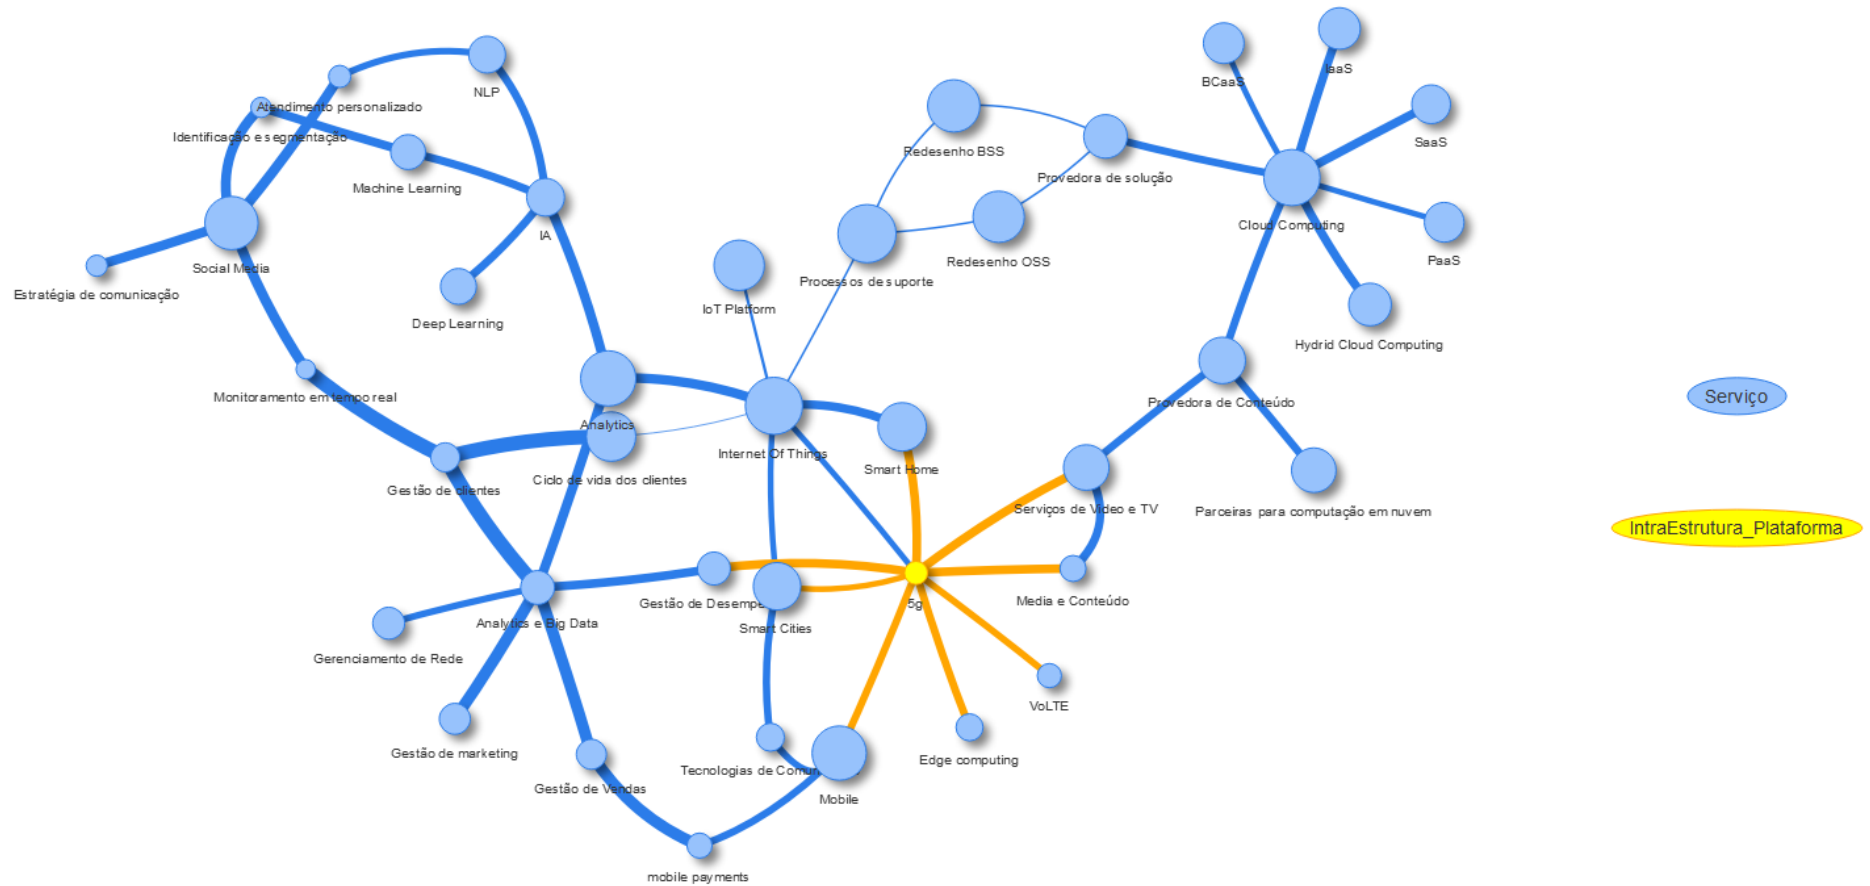 NLP
BCaaS
IaaS
Atendimento personalizado
Identificação e segmentação
SaaS
Redesenho BSS
Provedora de solução
Machine Learning
Cloud Computing
IA
Social Media
Redesenho OSS
PaaS
Estratégia de comunicação
Processos de suporte
IoT Platform
Deep Learning
Hydrid Cloud Computing
Monitoramento em tempo real
Serviço
Provedora de Conteúdo
Analytics
Internet Of Things
Smart Home
Ciclo de vida dos clientes
Gestão de clientes
Serviços de Video e TV
Parceiras para computação em nuvem
IntraEstrutura_Plataforma
Gestão de
5g
Media e Conteúdo
Analytics e Big Data
Smart Cities
Gerenciamento de Rede
VoLTE
Gestão de marketing
Edge computing
Tecnologias de
Gestão de Vendas
Mobile
mobile payments